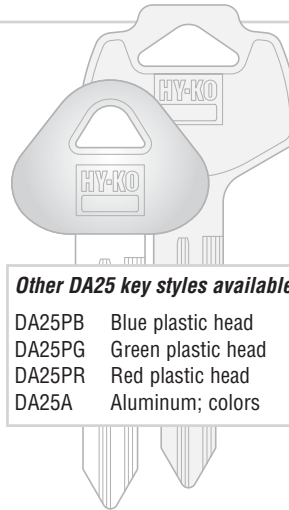 HY-KO
HY-KO
Other DA25 key styles available
DA25PB Blue plastic head
DA25PG Green plastic head
DA25PR Red plastic head
DA25A Aluminum; colors